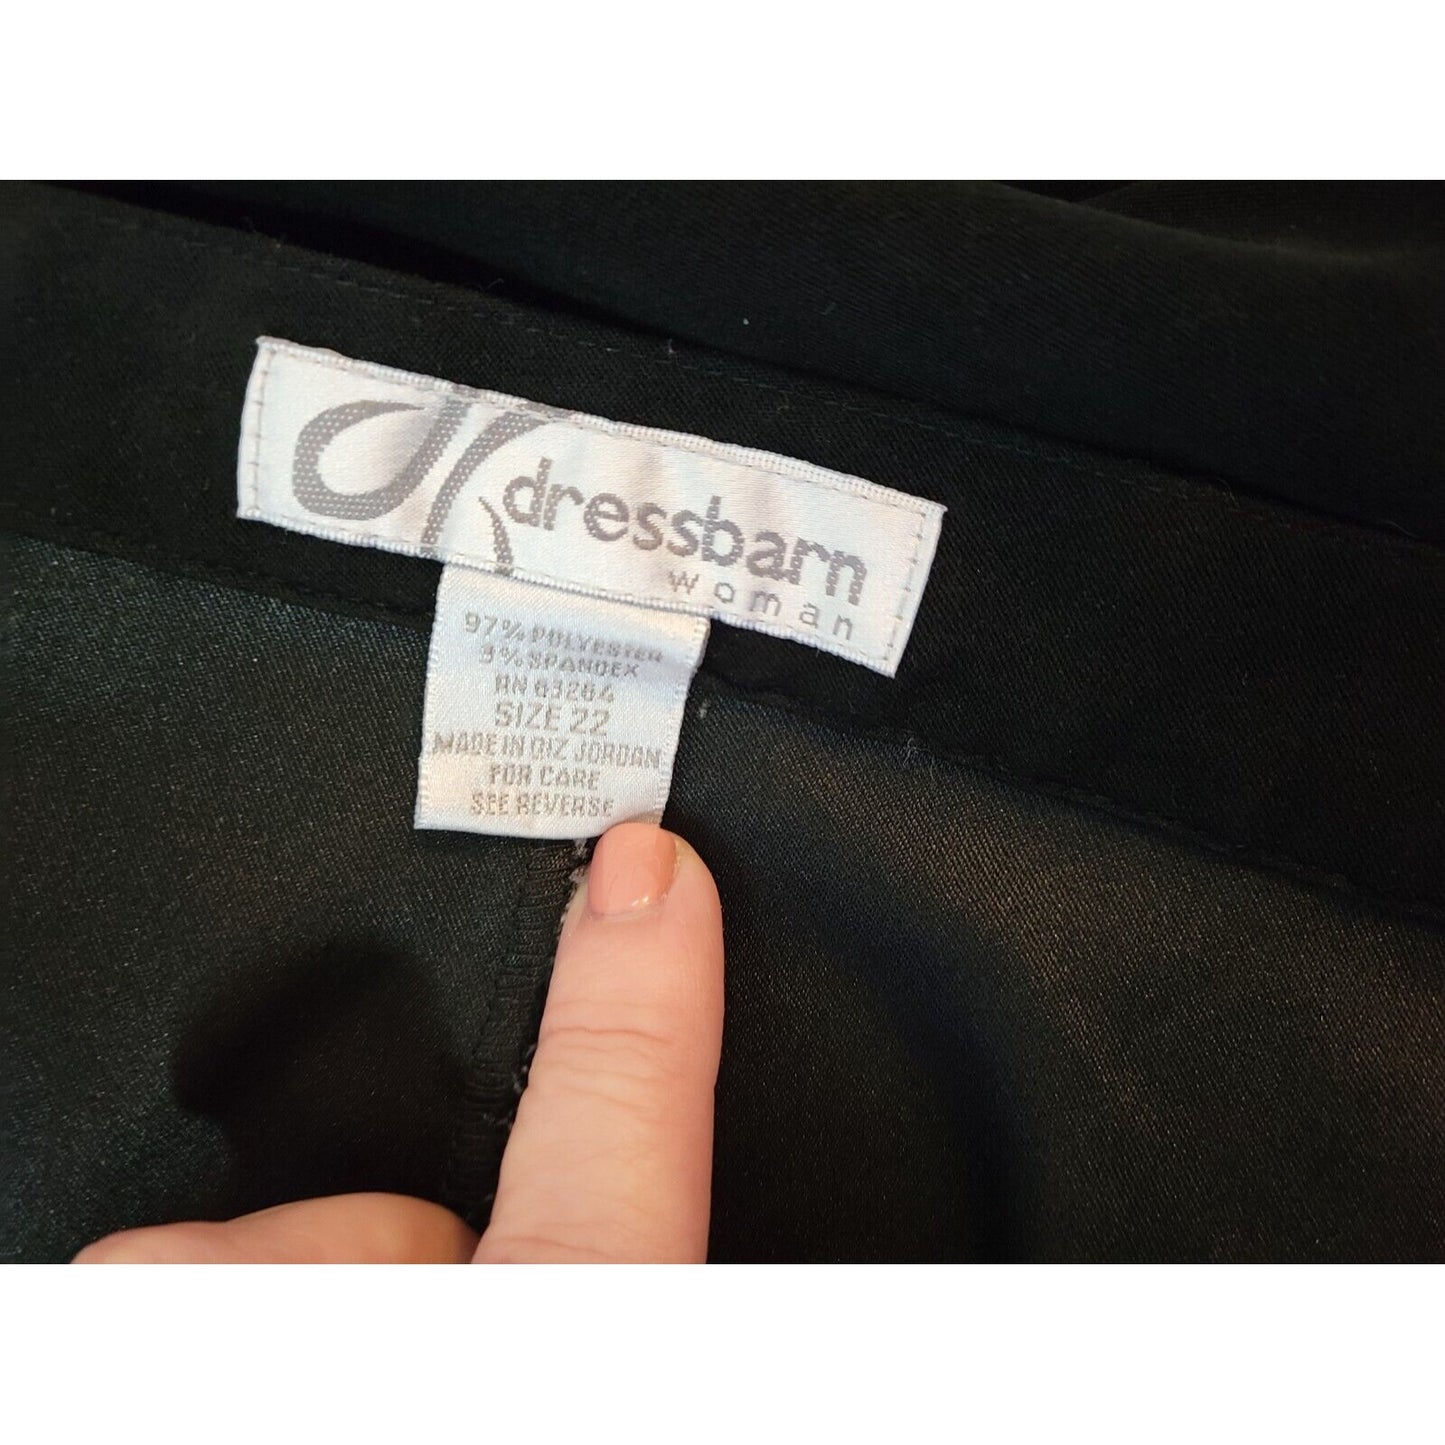 dressbarn
woman
97% POLYESTER
3% SPANDEX
RN 63264
SIZE 22
MADE IN QIZ JORDAN
FOR CARE
SEE REVERSE